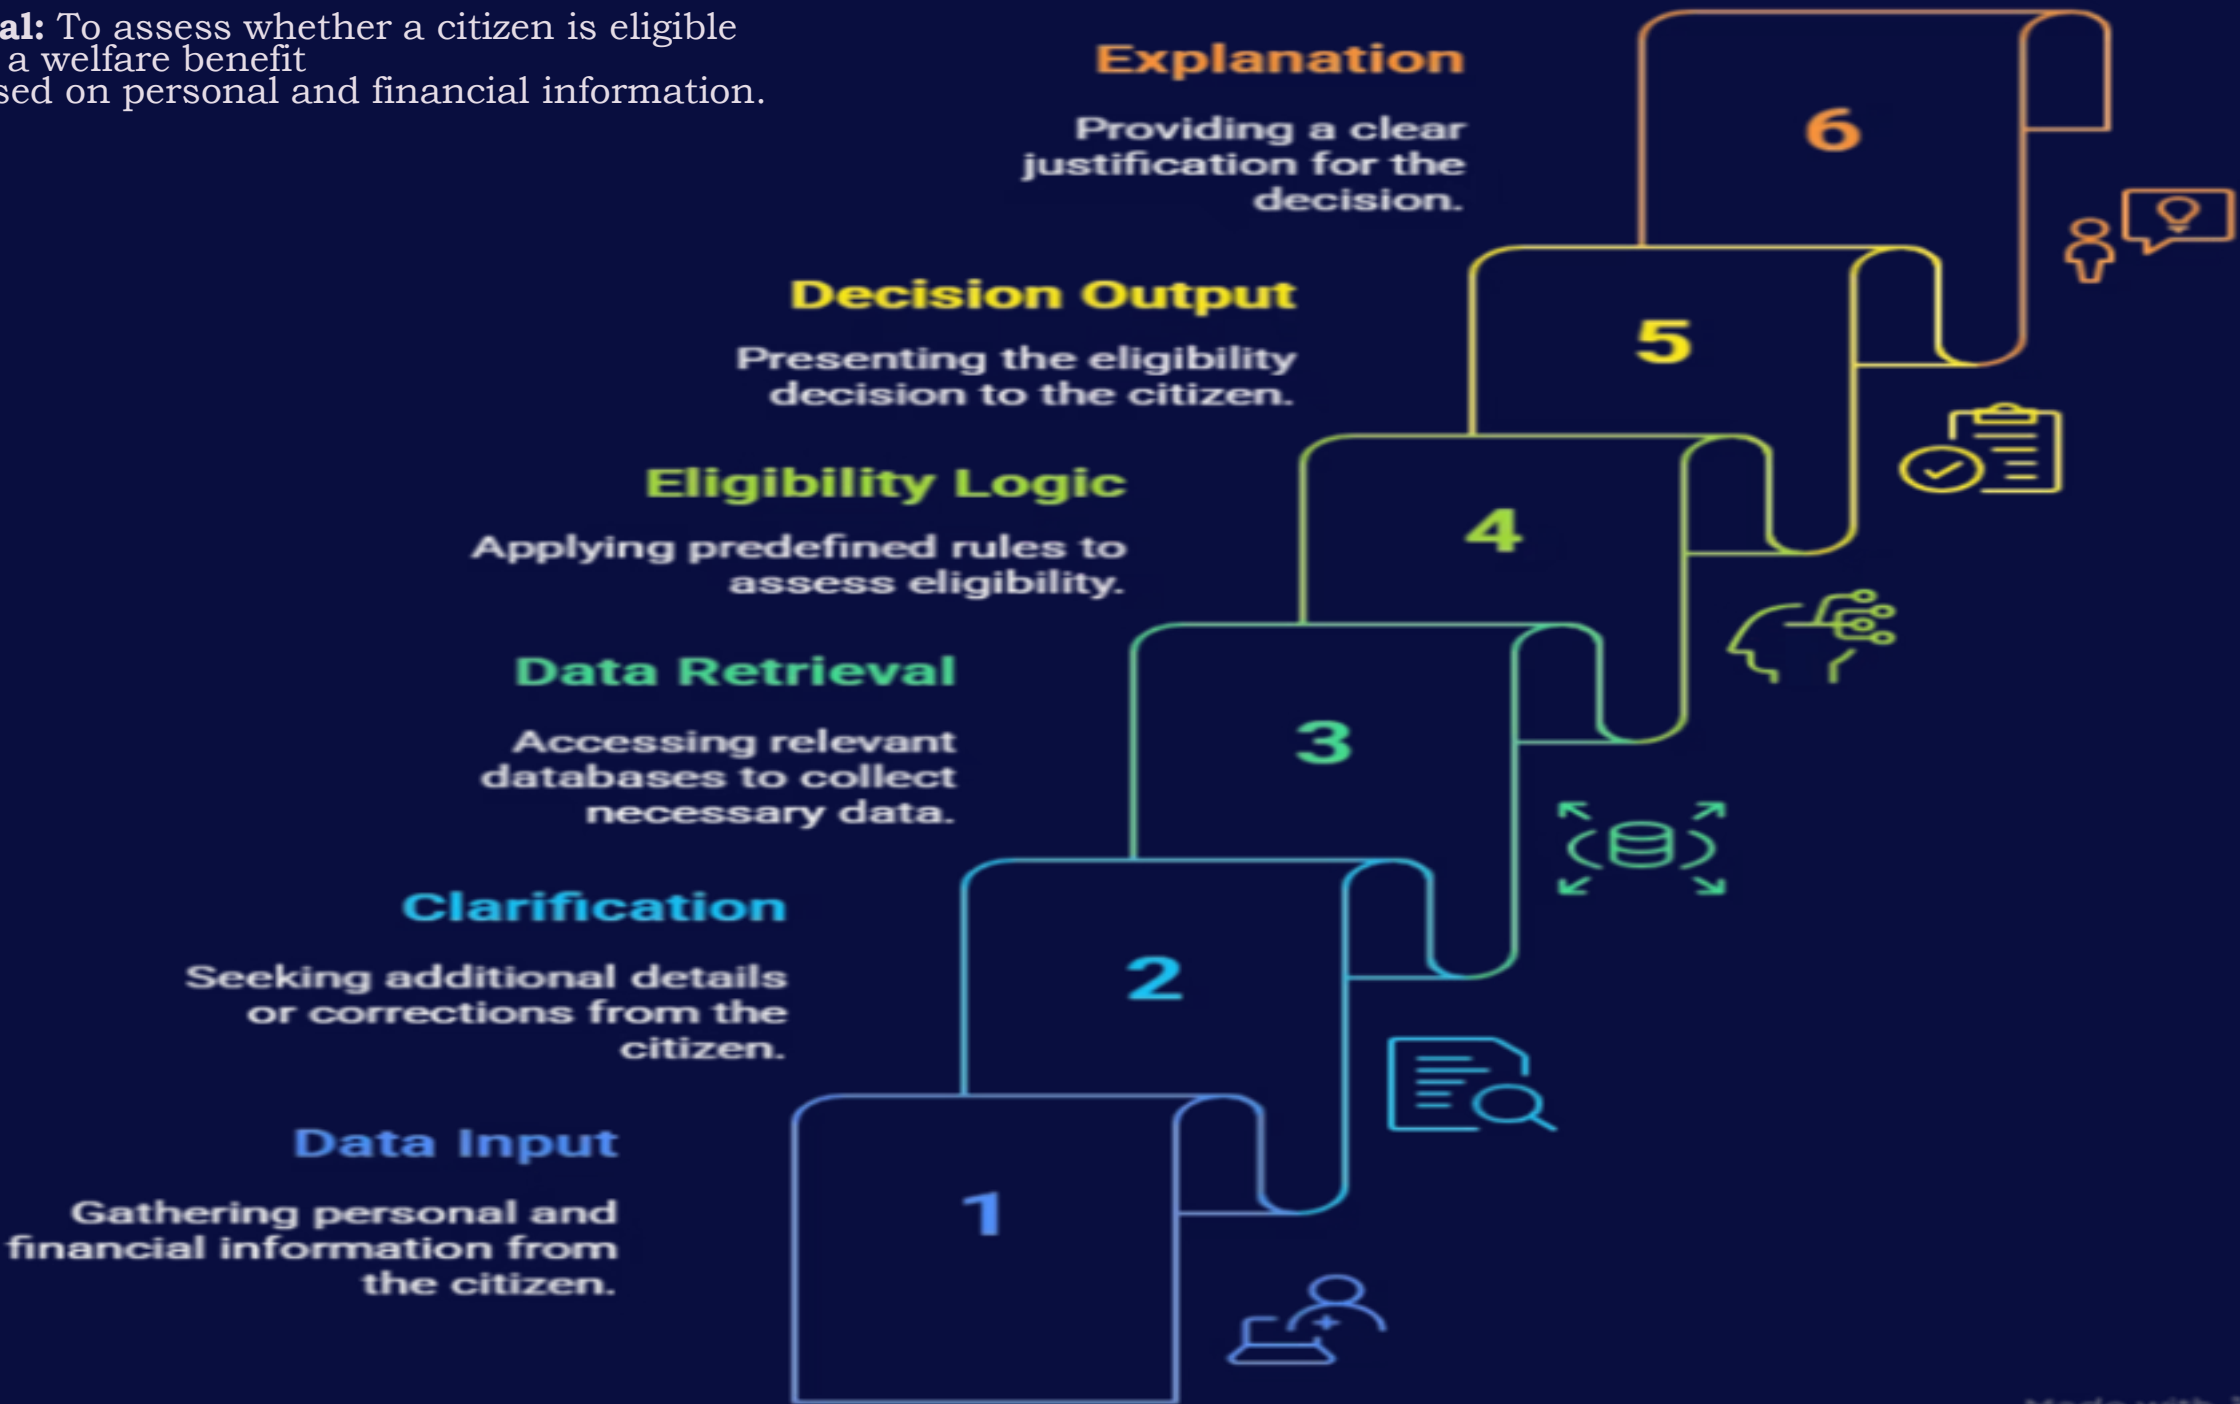 al: To assess whether a citizen is eligible
a welfare benefit
sed on personal and financial information.
Explanation
Providing a clear
justification for the
decision.
6
Decision Output
Presenting the eligibility
decision to the citizen.
5
Eligibility Logic
Applying predefined rules to
assess eligibility.
4
Data Retrieval
Accessing relevant
databases to collect
necessary data.
3
Clarification
Seeking additional details
or corrections from the
citizen.
2
Data Input
Gathering personal and
financial information from
the citizen.
1
Made with